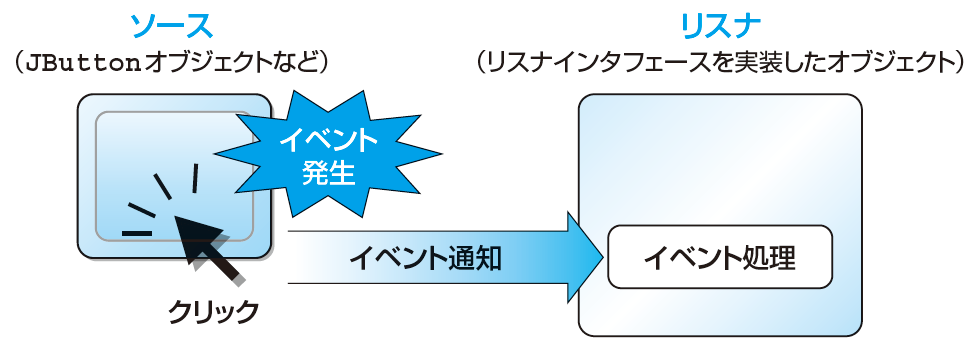 ソース
（JButtonオブジェクトなど）
リスナ
（リスナインタフェースを実装したオブジェクト）
イベント
発生
イベント通知
イベント処理
クリック